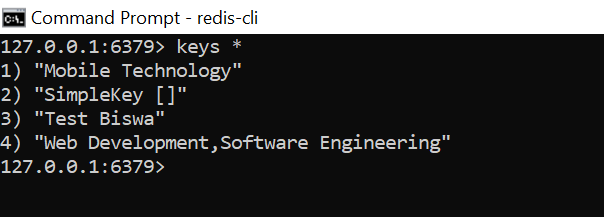 Command Prompt - redis-cli
127.0.0.1:6379> keys *
1) "Mobile Technology"
2) "SimpleKey []"
3) "Test Biswa"
4) "Web Development,Software Engineering"
127.0.0.1:6379>